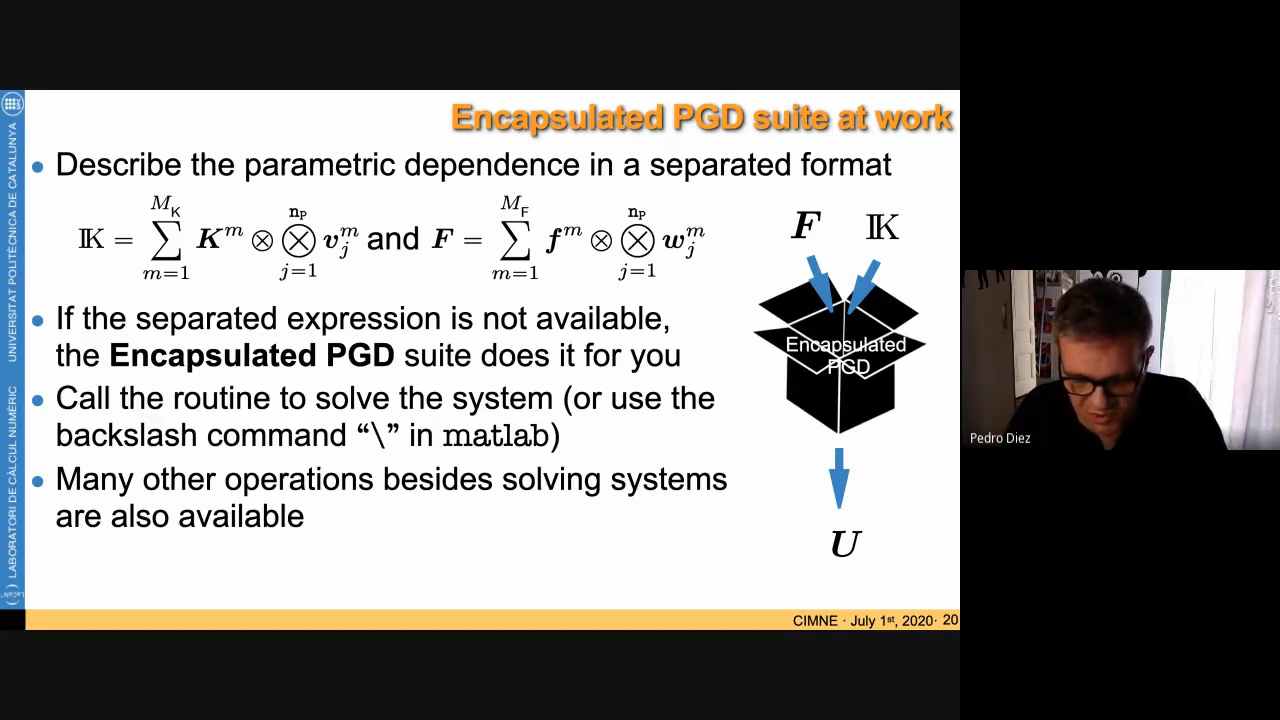 Encapsulated PGD suite at work
• Describe the parametric dependence in a separated format
𝕂 = ∑_{m=1}^{M_K} K^m ⊗ ⨂_{j=1}^{n_P} v_j^m and F = ∑_{m=1}^{M_F} f^m ⊗ ⨂_{j=1}^{n_P} w_j^m
• If the separated expression is not available,
the Encapsulated PGD suite does it for you
• Call the routine to solve the system (or use the
backslash command “\” in matlab)
• Many other operations besides solving systems
are also available
F 𝕂
Encapsulated
PGD
U
CIMNE · July 1st, 2020 · 20
UNIVERSITAT POLITÈCNICA DE CATALUNYA
LABORATORI DE CÀLCUL NUMÈRIC
Pedro Diez